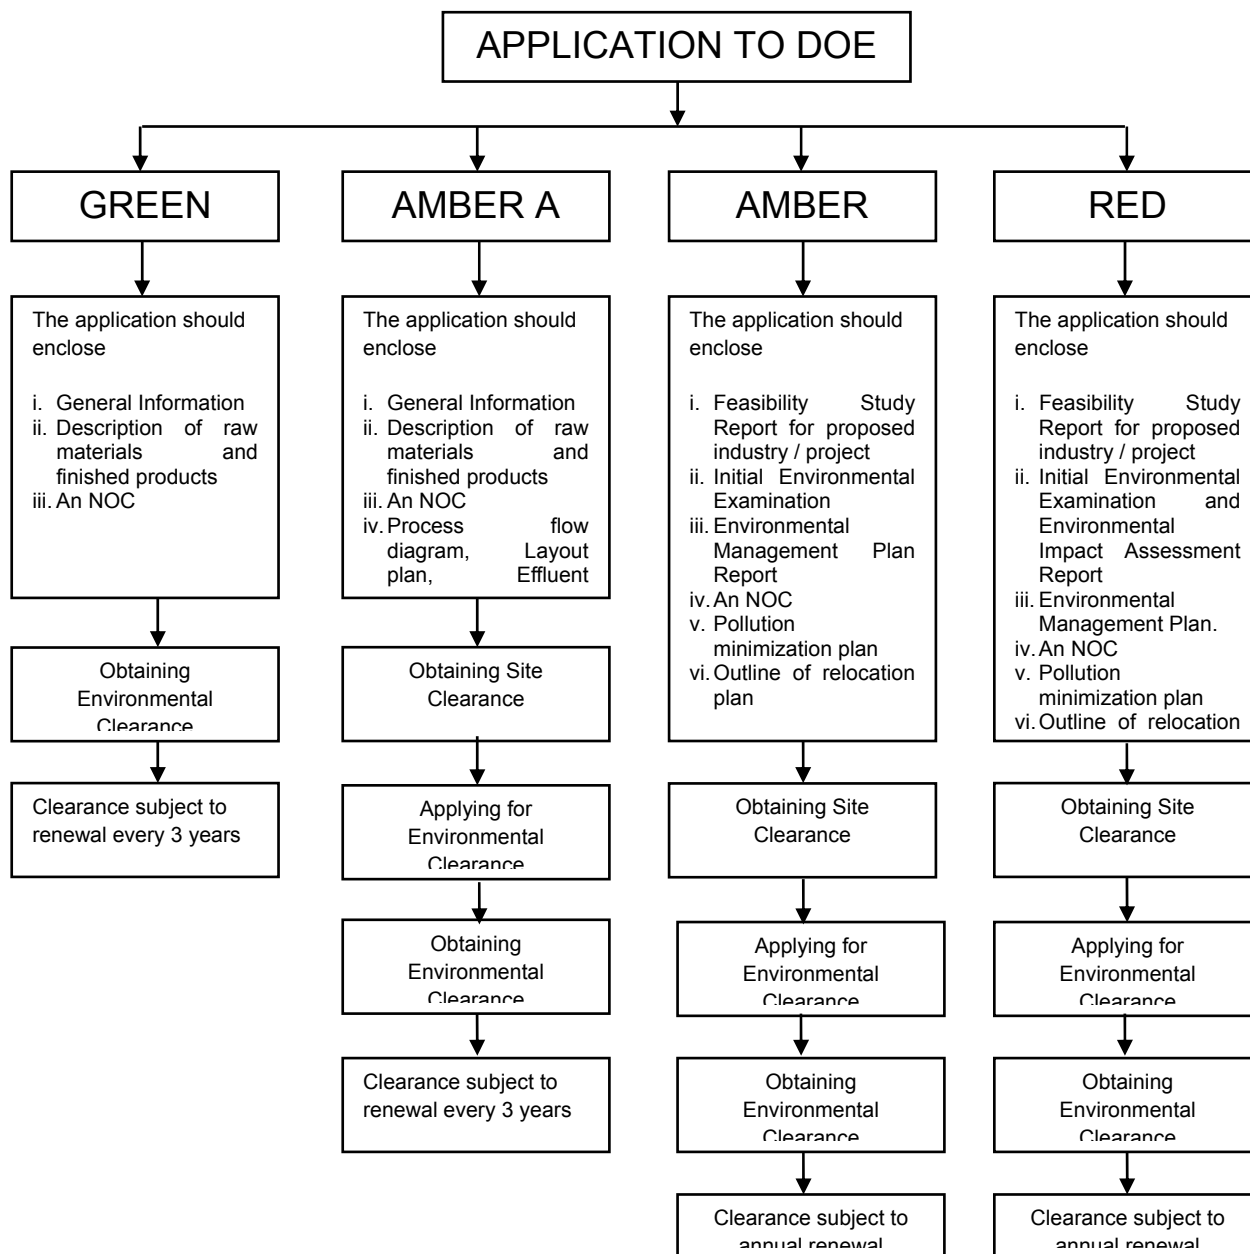 APPLICATION TO DOE
GREEN
The application should
enclose
i. General Information
ii. Description of raw
materials and
finished products
iii. An NOC
Obtaining
Environmental
Clearance
Clearance subject to
renewal every 3 years
AMBER A
The application should
enclose
i. General Information
ii. Description of raw
materials and
finished products
iii. An NOC
iv. Process flow
diagram, Layout
plan, Effluent
Obtaining Site
Clearance
Applying for
Environmental
Clearance
Obtaining
Environmental
Clearance
Clearance subject to
renewal every 3 years
AMBER
The application should
enclose
i. Feasibility Study
Report for proposed
industry / project
ii. Initial Environmental
Examination
iii. Environmental
Management Plan
Report
iv. An NOC
v. Pollution
minimization plan
vi. Outline of relocation
plan
Obtaining Site
Clearance
Applying for
Environmental
Clearance
Obtaining
Environmental
Clearance
Clearance subject to
annual renewal
RED
The application should
enclose
i. Feasibility Study
Report for proposed
industry / project
ii. Initial Environmental
Examination and
Environmental
Impact Assessment
Report
iii. Environmental
Management Plan.
iv. An NOC
v. Pollution
minimization plan
vi. Outline of relocation
Obtaining Site
Clearance
Applying for
Environmental
Clearance
Obtaining
Environmental
Clearance
Clearance subject to
annual renewal